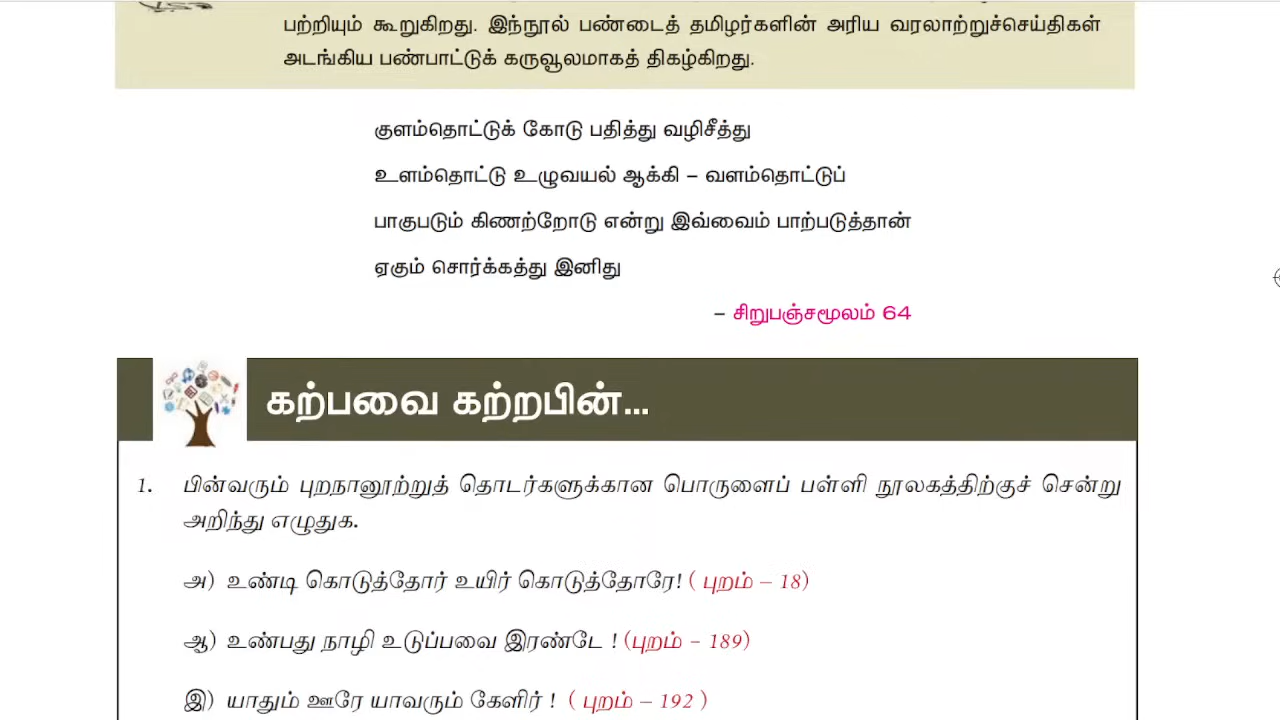 பற்றியும் கூறுகிறது. இந்நூல் பண்டைத் தமிழர்களின் அரிய வரலாற்றுச்செய்திகள்
அடங்கிய பண்பாட்டுக் கருவூலமாகத் திகழ்கிறது.
குளம்தொட்டுக் கோடு பதித்து வழிசீத்து
உளம்தொட்டு உழுவயல் ஆக்கி – வளம்தொட்டுப்
பாகுபடும் கிணற்றோடு என்று இவ்வைம் பாற்படுத்தான்
ஏகும் சொர்க்கத்து இனிது
– சிறுபஞ்சமூலம் 64
கற்பவை கற்றபின்...
1. பின்வரும் புறநானூற்றுத் தொடர்களுக்கான பொருளைப் பள்ளி நூலகத்திற்குச் சென்று
அறிந்து எழுதுக.
அ) உண்டி கொடுத்தோர் உயிர் கொடுத்தோரே! ( புறம் – 18)
ஆ) உண்பது நாழி உடுப்பவை இரண்டே ! (புறம் – 189)
இ) யாதும் ஊரே யாவரும் கேளிர் ! ( புறம் – 192 )